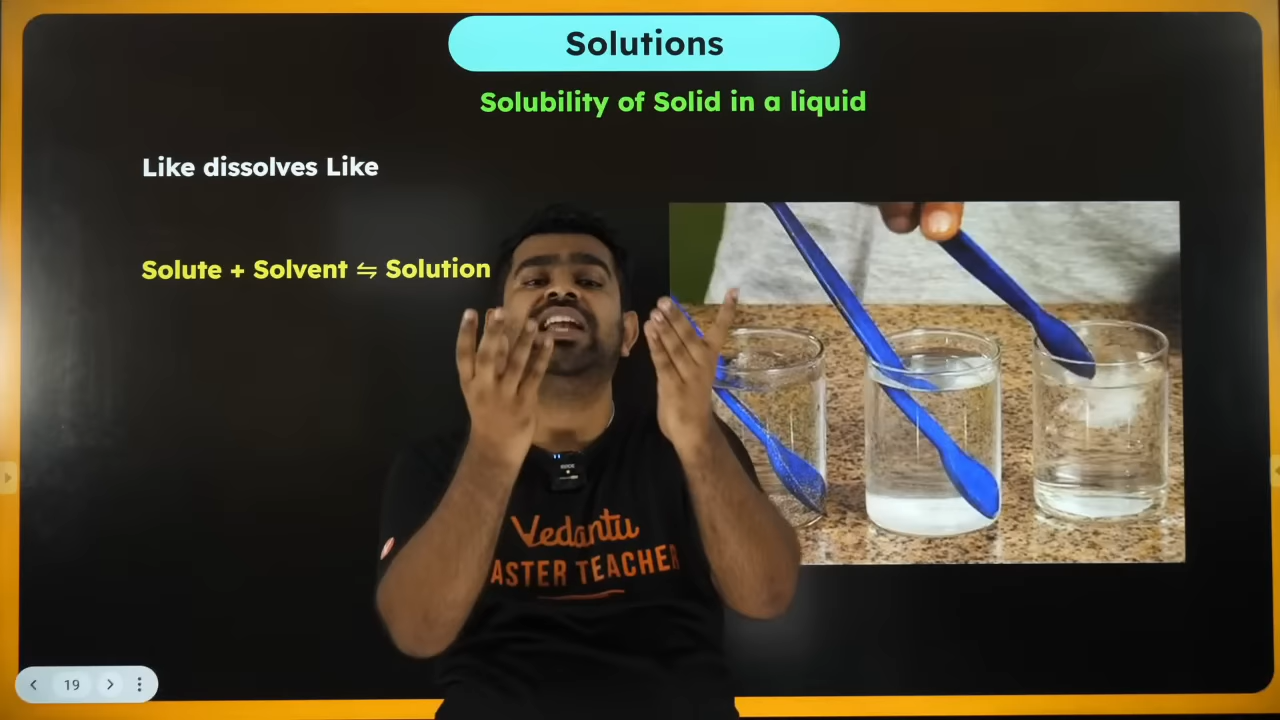 Solutions
Solubility of Solid in a liquid
Like dissolves Like
Solute + Solvent ⇋ Solution
Vedantu
ASTER TEACHER
19